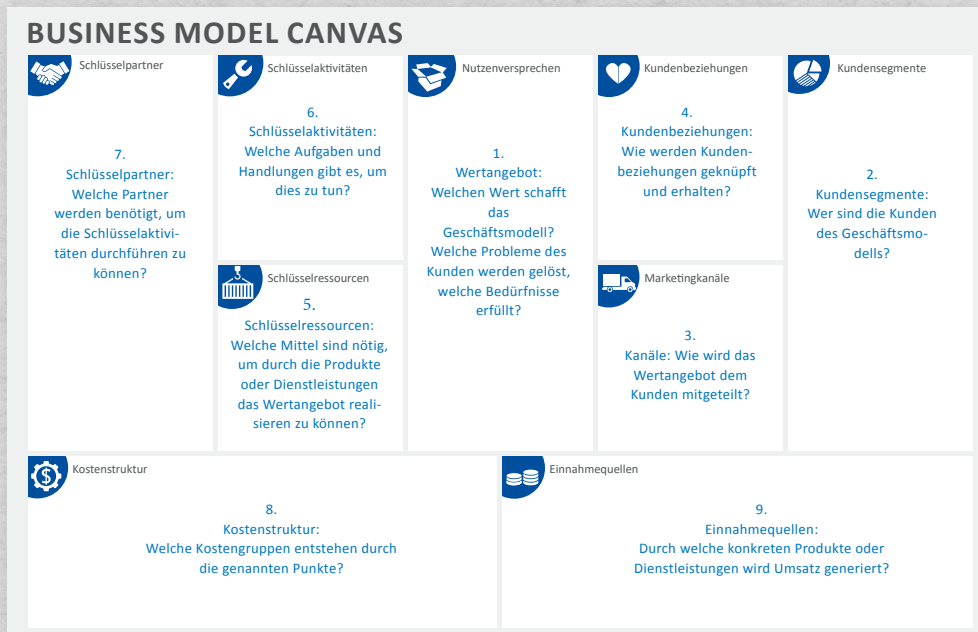 BUSINESS MODEL CANVAS
Schlüsselpartner
7.
Schlüsselpartner:
Welche Partner
werden benötigt, um
die Schlüsselaktivi-
täten durchführen zu
können?
Schlüsselaktivitäten
6.
Schlüsselaktivitäten:
Welche Aufgaben und
Handlungen gibt es, um
dies zu tun?
Schlüsselressourcen
5.
Schlüsselressourcen:
Welche Mittel sind nötig,
um durch die Produkte
oder Dienstleistungen
das Wertangebot reali-
sieren zu können?
Nutzenversprechen
1.
Wertangebot:
Welchen Wert schafft
das
Geschäftsmodell?
Welche Probleme des
Kunden werden gelöst,
welche Bedürfnisse
erfüllt?
Kundenbeziehungen
4.
Kundenbeziehungen:
Wie werden Kunden-
beziehungen geknüpft
und erhalten?
Marketingkanäle
3.
Kanäle: Wie wird das
Wertangebot dem
Kunden mitgeteilt?
Kundensegmente
2.
Kundensegmente:
Wer sind die Kunden
des Geschäftsmo-
dells?
$
Kostenstruktur
8.
Kostenstruktur:
Welche Kostengruppen entstehen durch
die genannten Punkte?
Einnahmequellen
9.
Einnahmequellen:
Durch welche konkreten Produkte oder
Dienstleistungen wird Umsatz generiert?